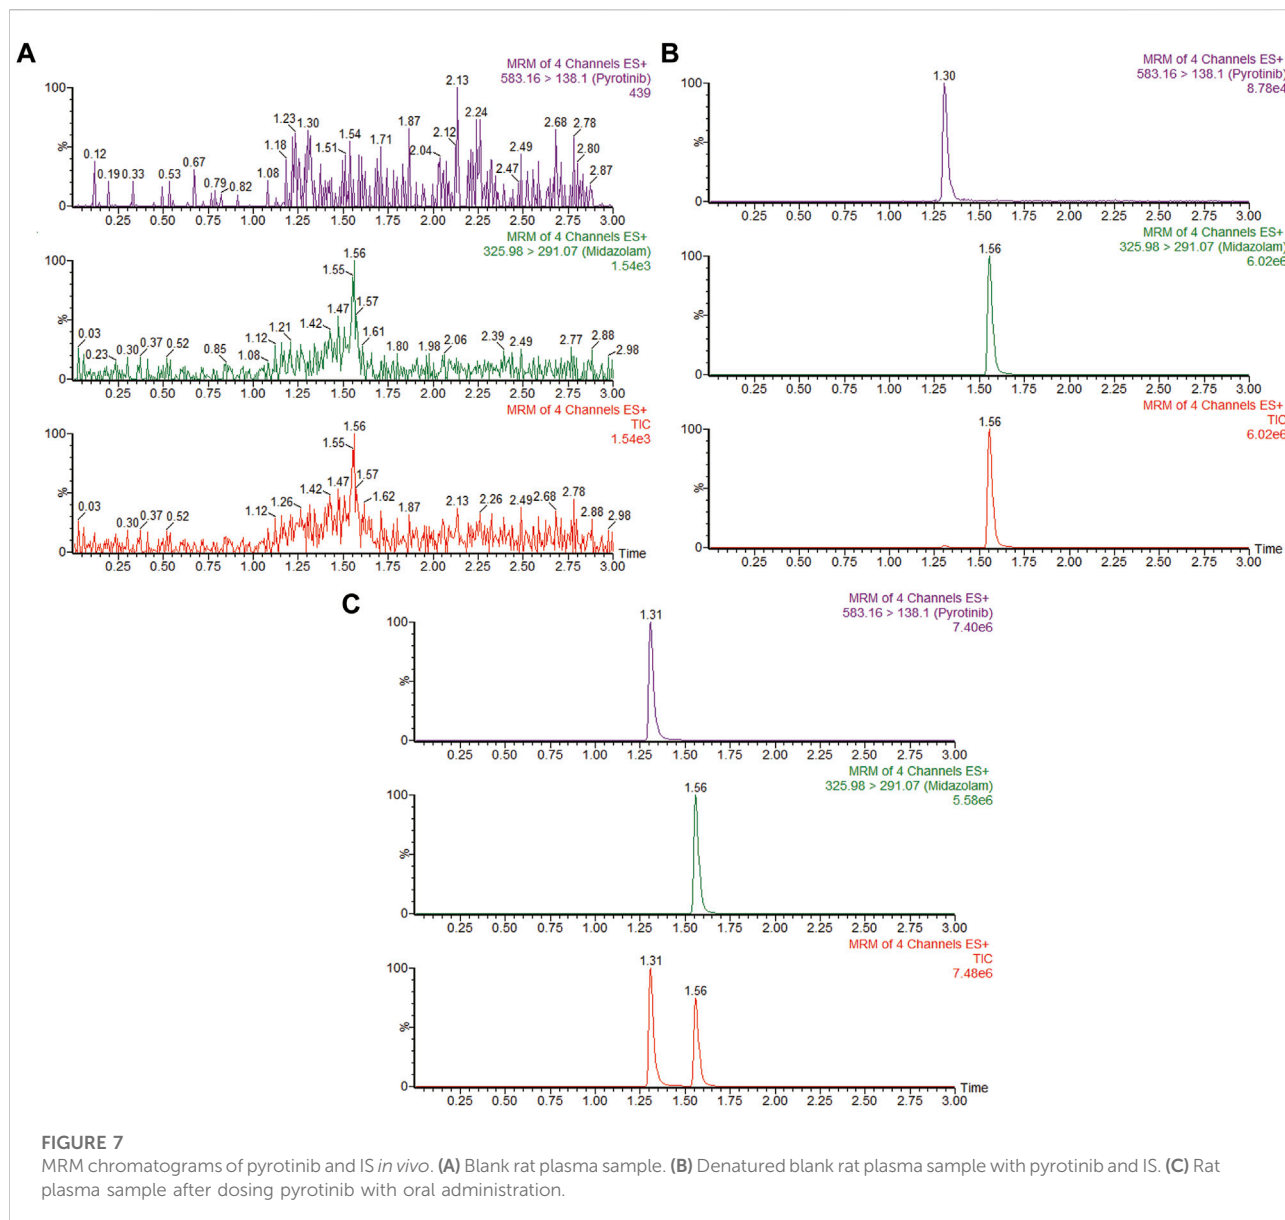 A
MRM of 4 Channels ES+
583.16 > 138.1 (Pyrotinib)
439
100
%
0
0.12
0.19
0.33
0.53
0.67
0.79
0.82
1.08
1.18
1.23
1.30
1.51
1.54
1.71
1.87
2.04
2.12
2.13
2.24
2.47
2.49
2.68
2.78
2.80
2.87
0.25 0.50 0.75 1.00 1.25 1.50 1.75 2.00 2.25 2.50 2.75 3.00
MRM of 4 Channels ES+
325.98 > 291.07 (Midazolam)
1.54e3
100
%
0
0.03
0.23
0.30
0.37
0.52
0.85
1.08
1.12
1.21
1.42
1.47
1.55
1.56
1.57
1.61
1.80
1.98
2.06
2.39
2.49
2.77
2.88
2.98
0.25 0.50 0.75 1.00 1.25 1.50 1.75 2.00 2.25 2.50 2.75 3.00
MRM of 4 Channels ES+
TIC
1.54e3
100
%
0
0.03
0.30
0.37
0.52
1.12
1.26
1.42
1.47
1.55
1.56
1.57
1.62
1.87
2.13
2.26
2.49
2.68
2.78
2.88
2.98
Time
0.25 0.50 0.75 1.00 1.25 1.50 1.75 2.00 2.25 2.50 2.75 3.00
B
MRM of 4 Channels ES+
583.16 > 138.1 (Pyrotinib)
8.78e4
100
%
0
1.30
0.25 0.50 0.75 1.00 1.25 1.50 1.75 2.00 2.25 2.50 2.75 3.00
MRM of 4 Channels ES+
325.98 > 291.07 (Midazolam)
6.02e6
100
%
0
1.56
0.25 0.50 0.75 1.00 1.25 1.50 1.75 2.00 2.25 2.50 2.75 3.00
MRM of 4 Channels ES+
TIC
6.02e6
100
%
0
1.56
Time
0.25 0.50 0.75 1.00 1.25 1.50 1.75 2.00 2.25 2.50 2.75 3.00
C
MRM of 4 Channels ES+
583.16 > 138.1 (Pyrotinib)
7.40e6
100
%
0
1.31
0.25 0.50 0.75 1.00 1.25 1.50 1.75 2.00 2.25 2.50 2.75 3.00
MRM of 4 Channels ES+
325.98 > 291.07 (Midazolam)
5.58e6
100
%
0
1.56
0.25 0.50 0.75 1.00 1.25 1.50 1.75 2.00 2.25 2.50 2.75 3.00
MRM of 4 Channels ES+
TIC
7.48e6
100
%
0
1.31
1.56
Time
0.25 0.50 0.75 1.00 1.25 1.50 1.75 2.00 2.25 2.50 2.75 3.00
FIGURE 7
MRM chromatograms of pyrotinib and IS in vivo. (A) Blank rat plasma sample. (B) Denatured blank rat plasma sample with pyrotinib and IS. (C) Rat
plasma sample after dosing pyrotinib with oral administration.